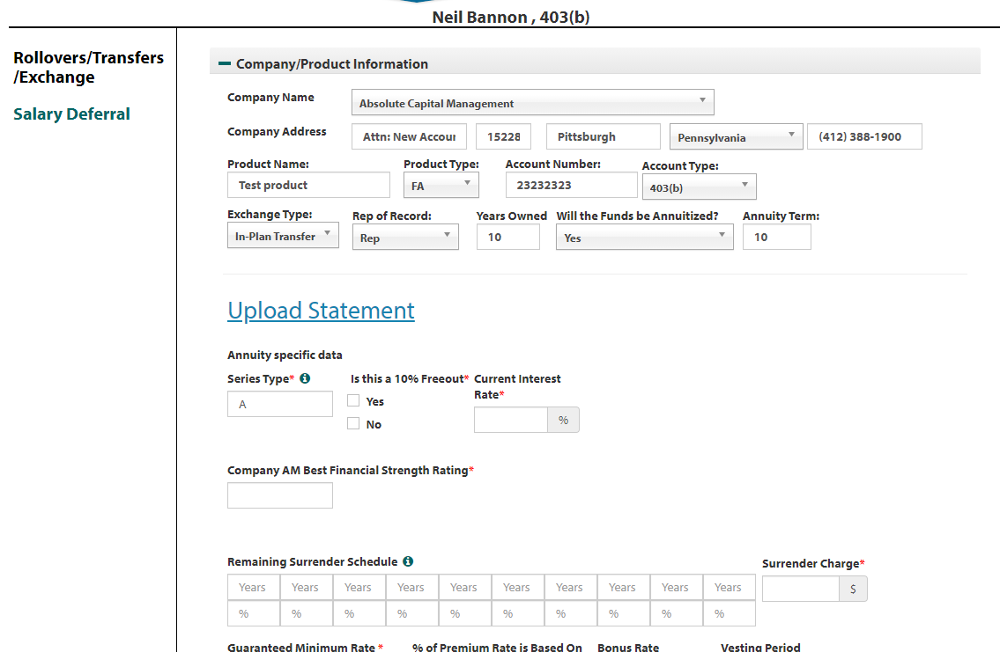 Neil Bannon , 403(b)
Rollovers/Transfers
/Exchange
Salary Deferral
Company/Product Information
Company Name Absolute Capital Management
Company Address Attn: New Accour 15228 Pittsburgh Pennsylvania (412) 388-1900
Product Name: Product Type: Account Number: Account Type:
Test product FA 23232323 403(b)
Exchange Type: Rep of Record: Years Owned Will the Funds be Annuitized? Annuity Term:
In-Plan Transfer Rep 10 Yes 10
Upload Statement
Annuity specific data
Series Type* Is this a 10% Freeout* Current Interest
Rate*
A Yes
No %
Company AM Best Financial Strength Rating*
Remaining Surrender Schedule Surrender Charge*
Years Years Years Years Years Years Years Years Years Years $
% % % % % % % % % %
Guaranteed Minimum Rate * % of Premium Rate is Based On Bonus Rate Vesting Period